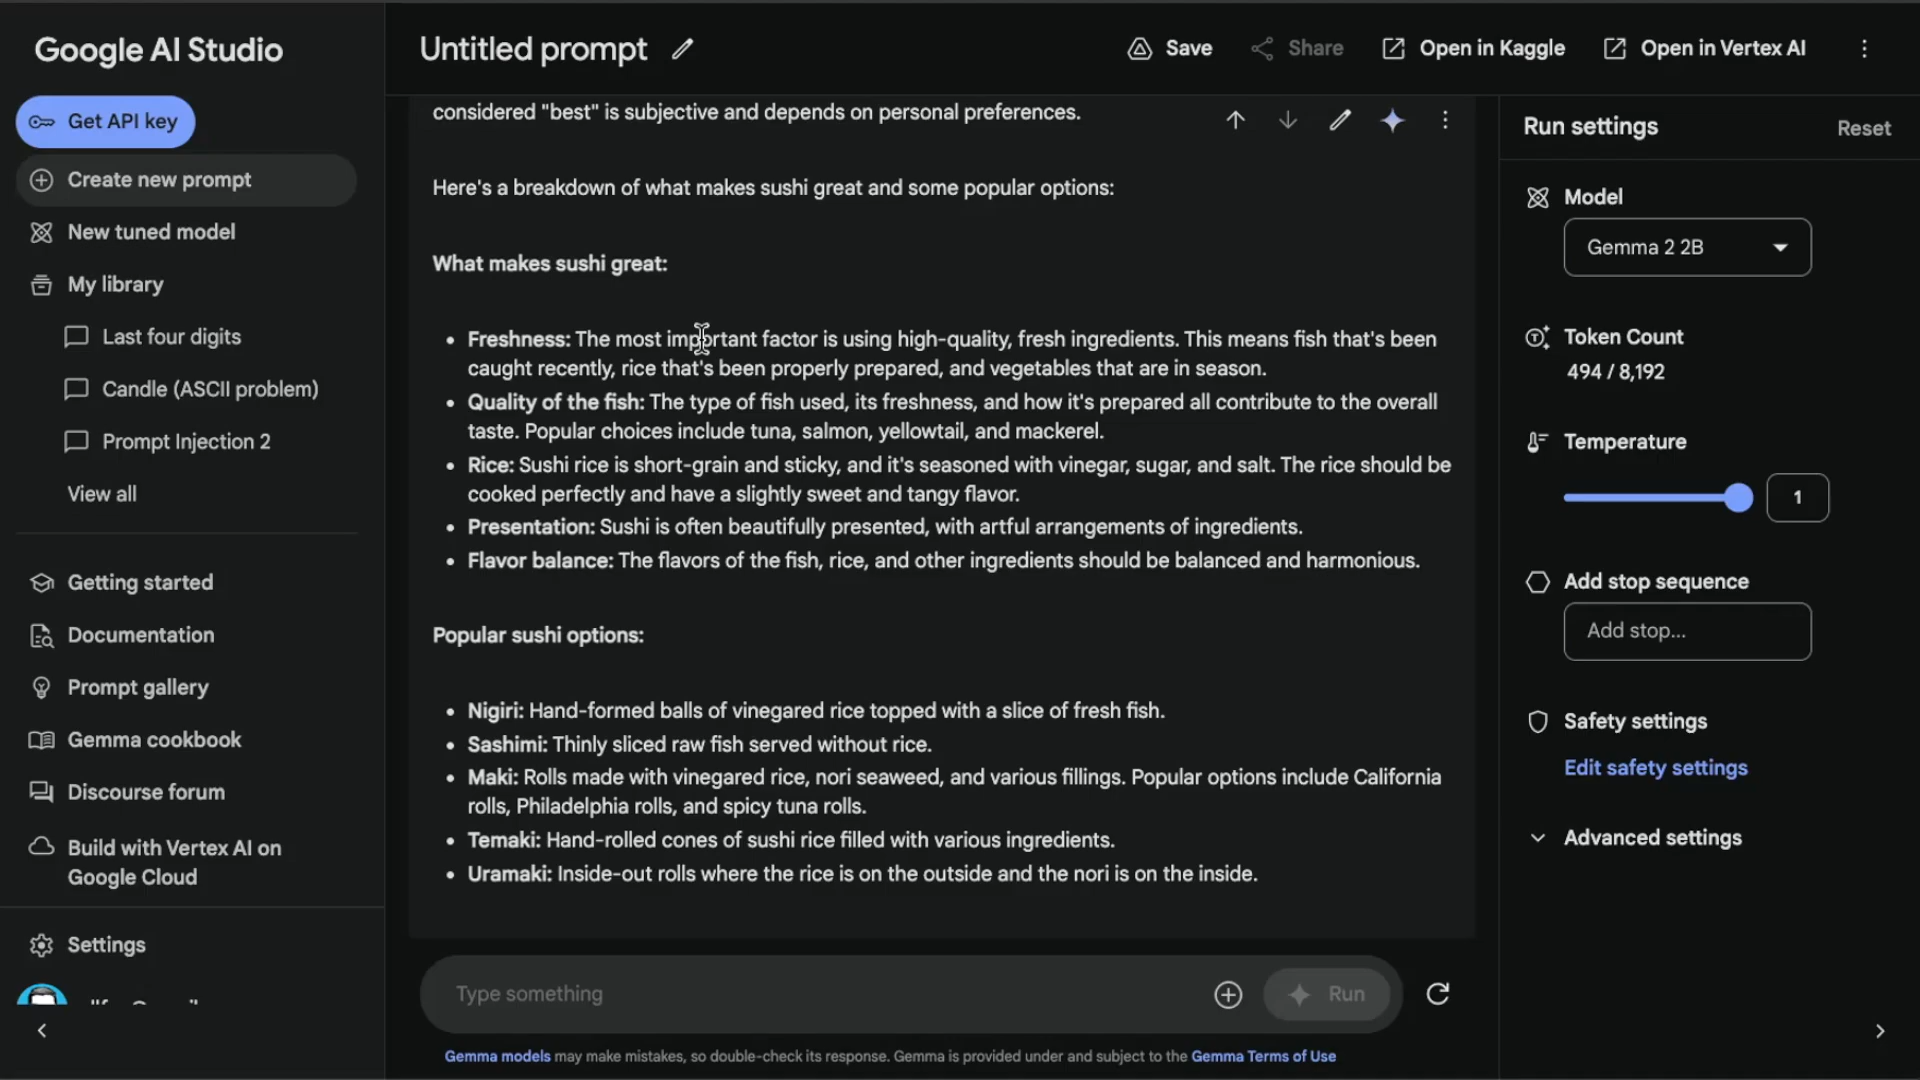 Google AI Studio
Get API key
Create new prompt
New tuned model
My library
Last four digits
Candle (ASCII problem)
Prompt Injection 2
View all
Getting started
Documentation
Prompt gallery
Gemma cookbook
Discourse forum
Build with Vertex AI on
Google Cloud
Settings
Untitled prompt
Save
Share
Open in Kaggle
Open in Vertex AI
considered "best" is subjective and depends on personal preferences.
Here's a breakdown of what makes sushi great and some popular options:
What makes sushi great:
• Freshness: The most important factor is using high-quality, fresh ingredients. This means fish that's been
caught recently, rice that's been properly prepared, and vegetables that are in season.
• Quality of the fish: The type of fish used, its freshness, and how it's prepared all contribute to the overall
taste. Popular choices include tuna, salmon, yellowtail, and mackerel.
• Rice: Sushi rice is short-grain and sticky, and it's seasoned with vinegar, sugar, and salt. The rice should be
cooked perfectly and have a slightly sweet and tangy flavor.
• Presentation: Sushi is often beautifully presented, with artful arrangements of ingredients.
• Flavor balance: The flavors of the fish, rice, and other ingredients should be balanced and harmonious.
Popular sushi options:
• Nigiri: Hand-formed balls of vinegared rice topped with a slice of fresh fish.
• Sashimi: Thinly sliced raw fish served without rice.
• Maki: Rolls made with vinegared rice, nori seaweed, and various fillings. Popular options include California
rolls, Philadelphia rolls, and spicy tuna rolls.
• Temaki: Hand-rolled cones of sushi rice filled with various ingredients.
• Uramaki: Inside-out rolls where the rice is on the outside and the nori is on the inside.
Type something
Run
Gemma models may make mistakes, so double-check its response. Gemma is provided under and subject to the Gemma Terms of Use
Run settings
Reset
Model
Gemma 2 2B
Token Count
494 / 8,192
Temperature
1
Add stop sequence
Add stop...
Safety settings
Edit safety settings
Advanced settings